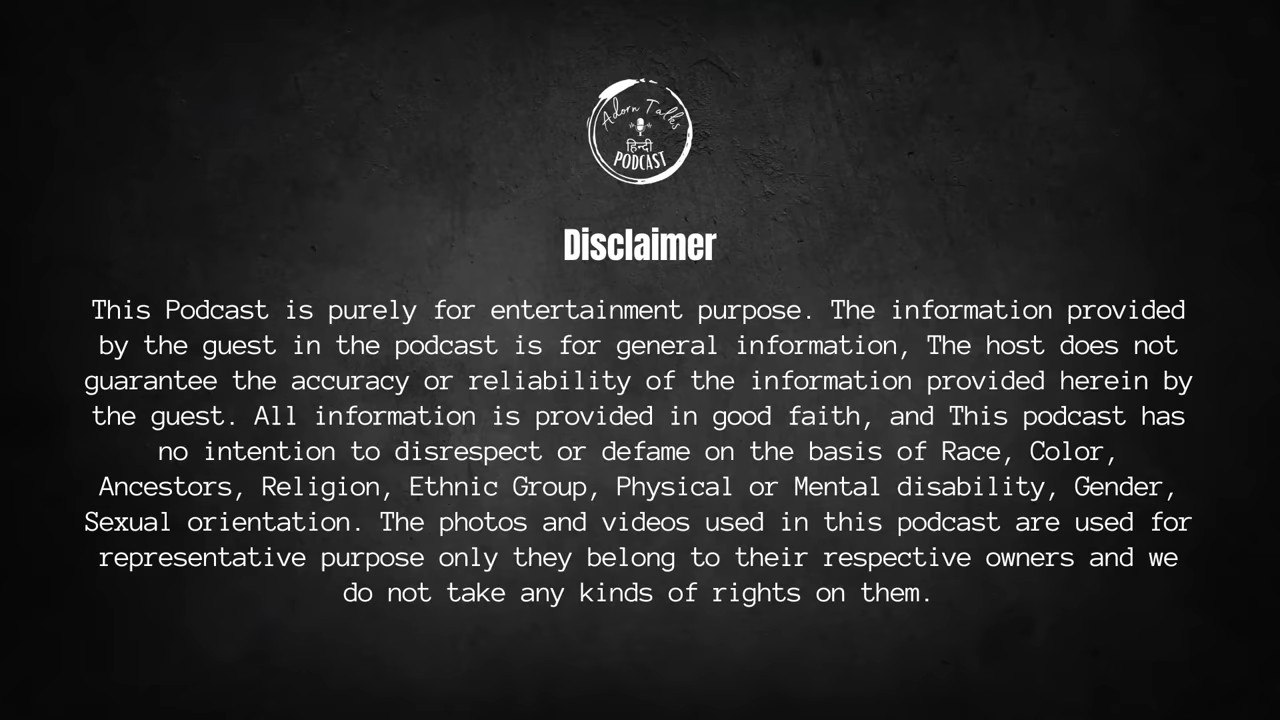 Adorn Talks
हिन्दी
PODCAST
Disclaimer
This Podcast is purely for entertainment purpose. The information provided
by the guest in the podcast is for general information, The host does not
guarantee the accuracy or reliability of the information provided herein by
the guest. All information is provided in good faith, and This podcast has
no intention to disrespect or defame on the basis of Race, Color,
Ancestors, Religion, Ethnic Group, Physical or Mental disability, Gender,
Sexual orientation. The photos and videos used in this podcast are used for
representative purpose only they belong to their respective owners and we
do not take any kinds of rights on them.